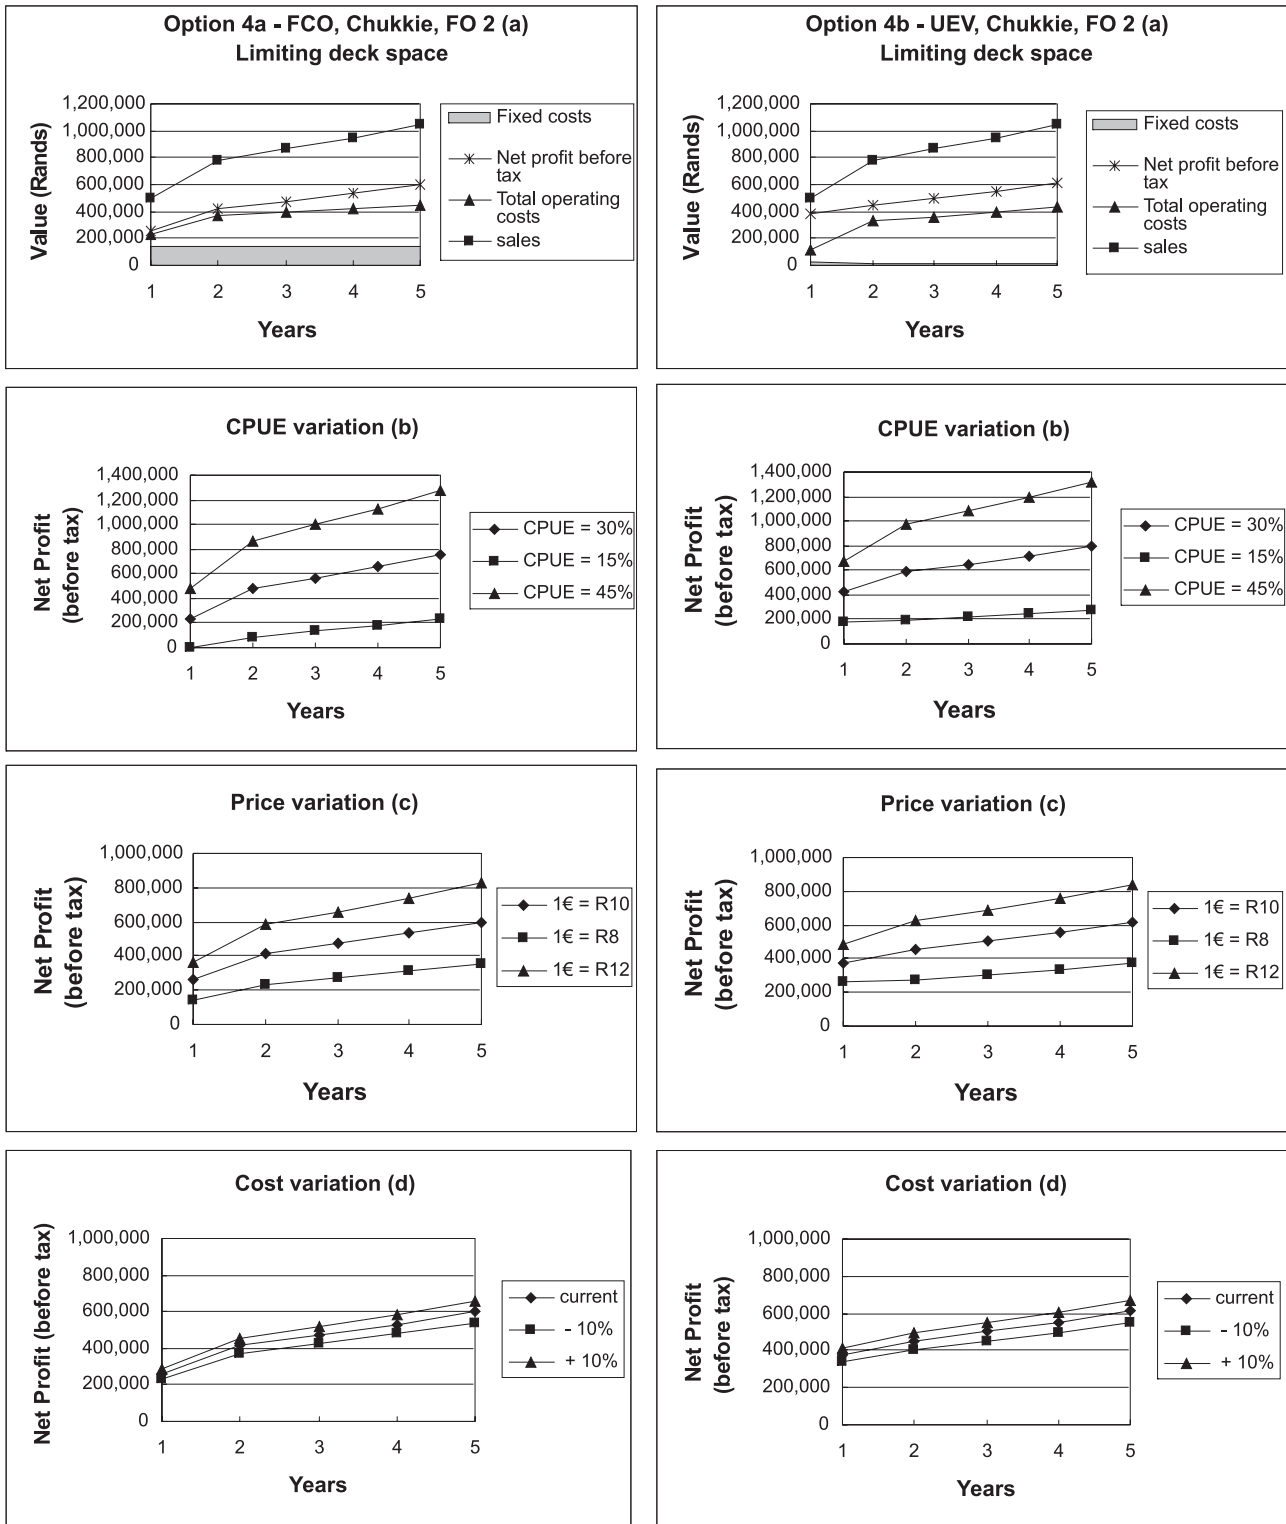 Option 4a - FCO, Chukkie, FO 2 (a)
Limiting deck space
Value (Rands)
1,200,000
1,000,000
800,000
600,000
400,000
200,000
0
1 2 3 4 5
Years
Fixed costs
Net profit before
tax
Total operating
costs
sales
Option 4b - UEV, Chukkie, FO 2 (a)
Limiting deck space
Value (Rands)
1,200,000
1,000,000
800,000
600,000
400,000
200,000
0
1 2 3 4 5
Years
Fixed costs
Net profit before
tax
Total operating
costs
sales
CPUE variation (b)
Net Profit
(before tax)
1,400,000
1,200,000
1,000,000
800,000
600,000
400,000
200,000
0
1 2 3 4 5
Years
CPUE = 30%
CPUE = 15%
CPUE = 45%
CPUE variation (b)
Net Profit
(before tax)
1,400,000
1,200,000
1,000,000
800,000
600,000
400,000
200,000
0
1 2 3 4 5
Years
CPUE = 30%
CPUE = 15%
CPUE = 45%
Price variation (c)
Net Profit
(before tax)
1,000,000
800,000
600,000
400,000
200,000
0
1 2 3 4 5
Years
1€ = R10
1€ = R8
1€ = R12
Price variation (c)
Net Profit
(before tax)
1,000,000
800,000
600,000
400,000
200,000
0
1 2 3 4 5
Years
1€ = R10
1€ = R8
1€ = R12
Cost variation (d)
Net Profit (before tax)
1,000,000
800,000
600,000
400,000
200,000
0
1 2 3 4 5
Years
current
- 10%
+ 10%
Cost variation (d)
Net Profit
(before tax)
1,000,000
800,000
600,000
400,000
200,000
0
1 2 3 4 5
Years
current
- 10%
+ 10%